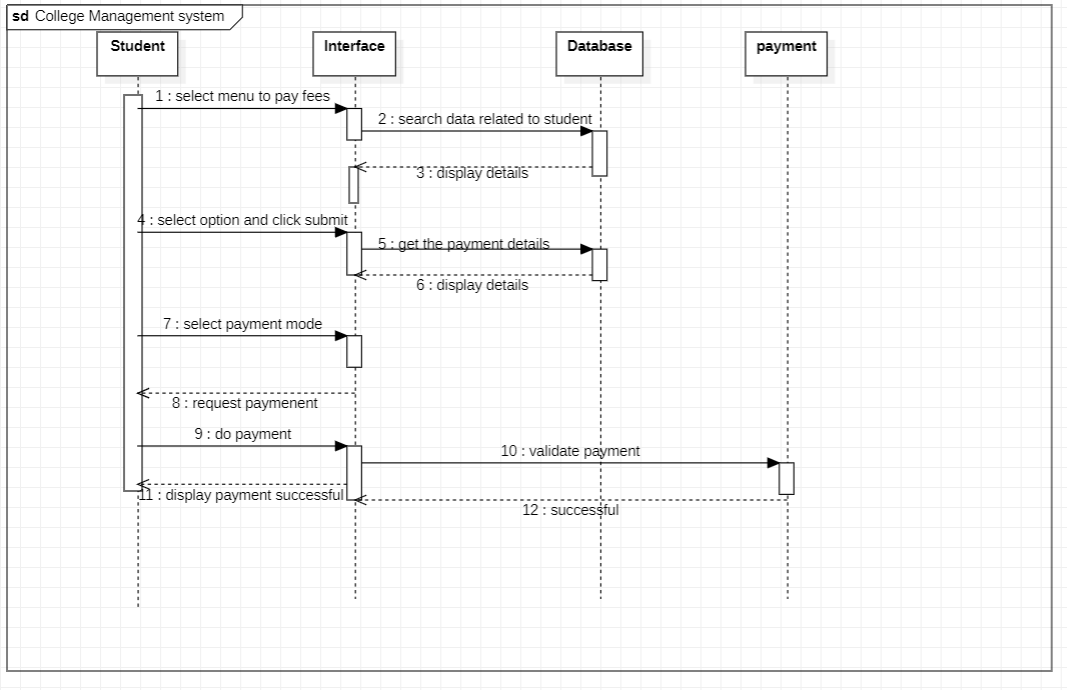 sd College Management system
Student
Interface
Database
payment
1 : select menu to pay fees
2 : search data related to student
3 : display details
4 : select option and click submit
5 : get the payment details
6 : display details
7 : select payment mode
8 : request paymenent
9 : do payment
10 : validate payment
11 : display payment successful
12 : successful